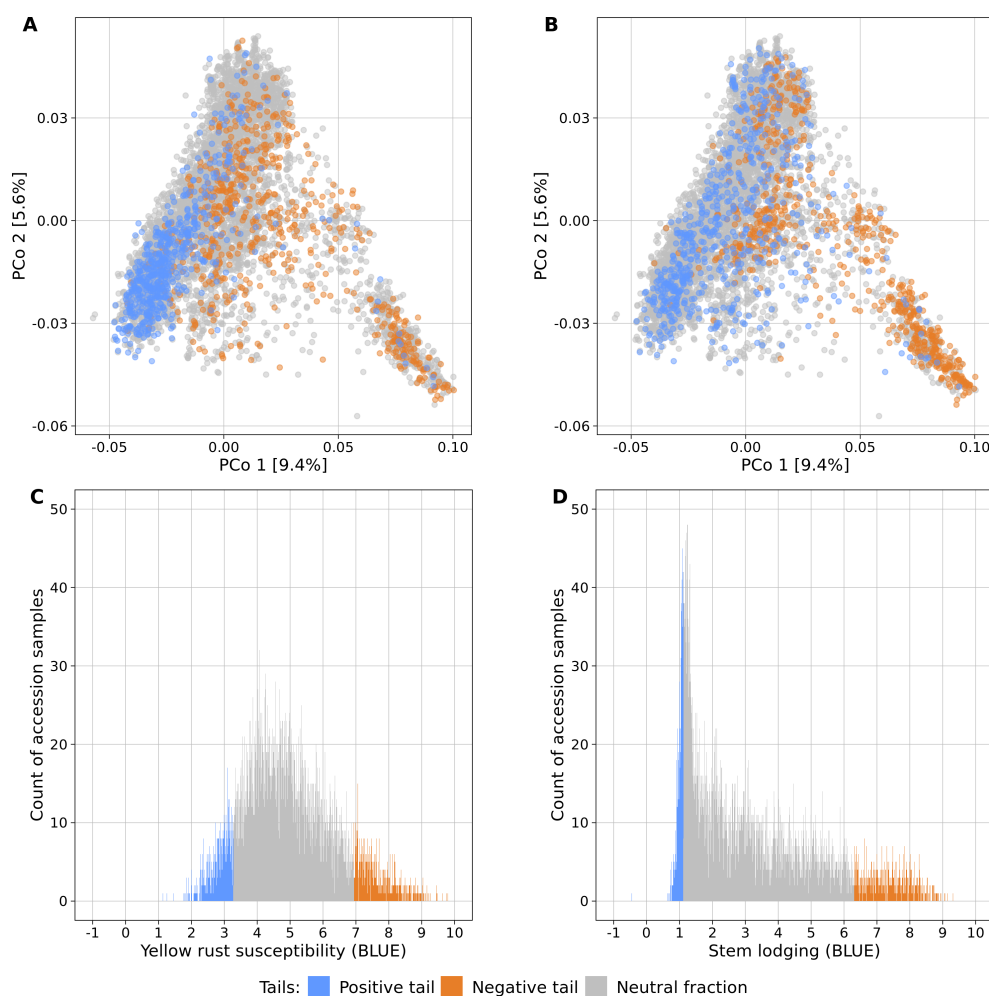 A
B
0.03
0.00
-0.03
-0.06
PCo 2 [5.6%]
-0.05
0.00
0.05
0.10
PCo 1 [9.4%]
0.03
0.00
-0.03
-0.06
PCo 2 [5.6%]
-0.05
0.00
0.05
0.10
PCo 1 [9.4%]
C
50
40
30
20
10
0
Count of accession samples
-1 0 1 2 3 4 5 6 7 8 9 10
Yellow rust susceptibility (BLUE)
D
50
40
30
20
10
0
Count of accession samples
-1 0 1 2 3 4 5 6 7 8 9 10
Stem lodging (BLUE)
Tails: Positive tail Negative tail Neutral fraction